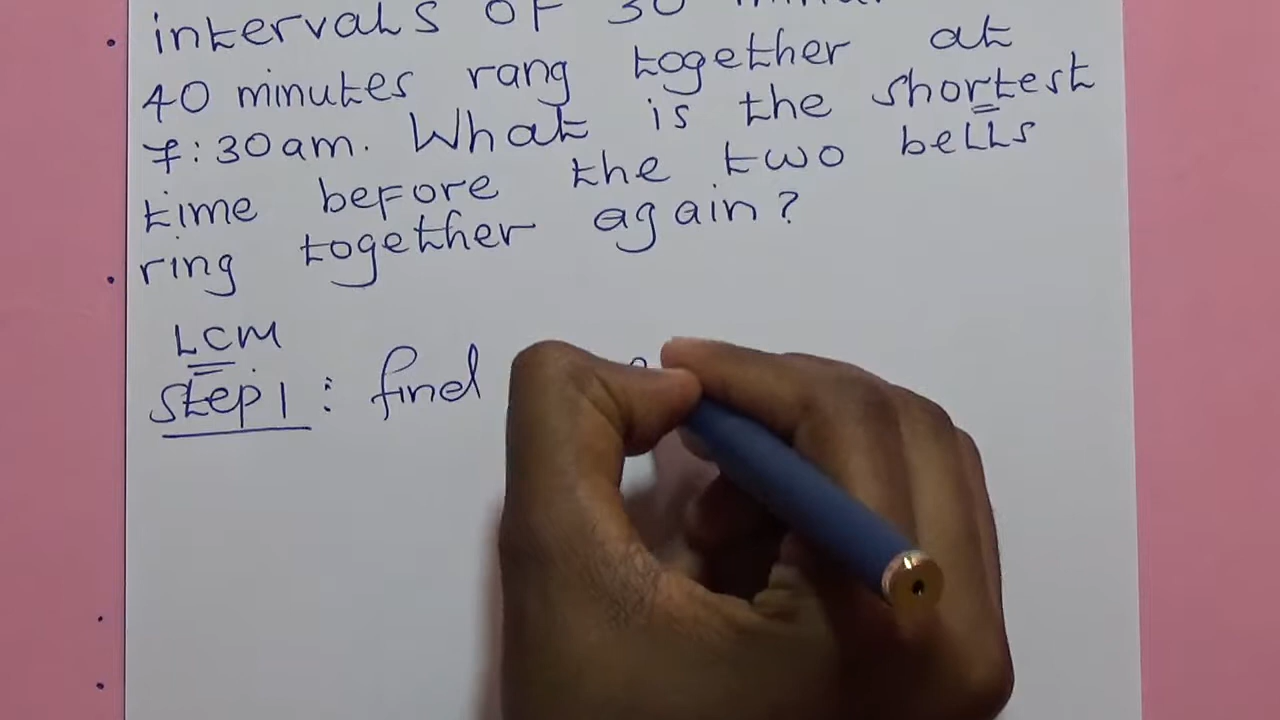 intervals of 30
40 minutes rang together at
7:30am. What is the shortest
time before the two bells
ring together again?
LCM
Step 1 : find